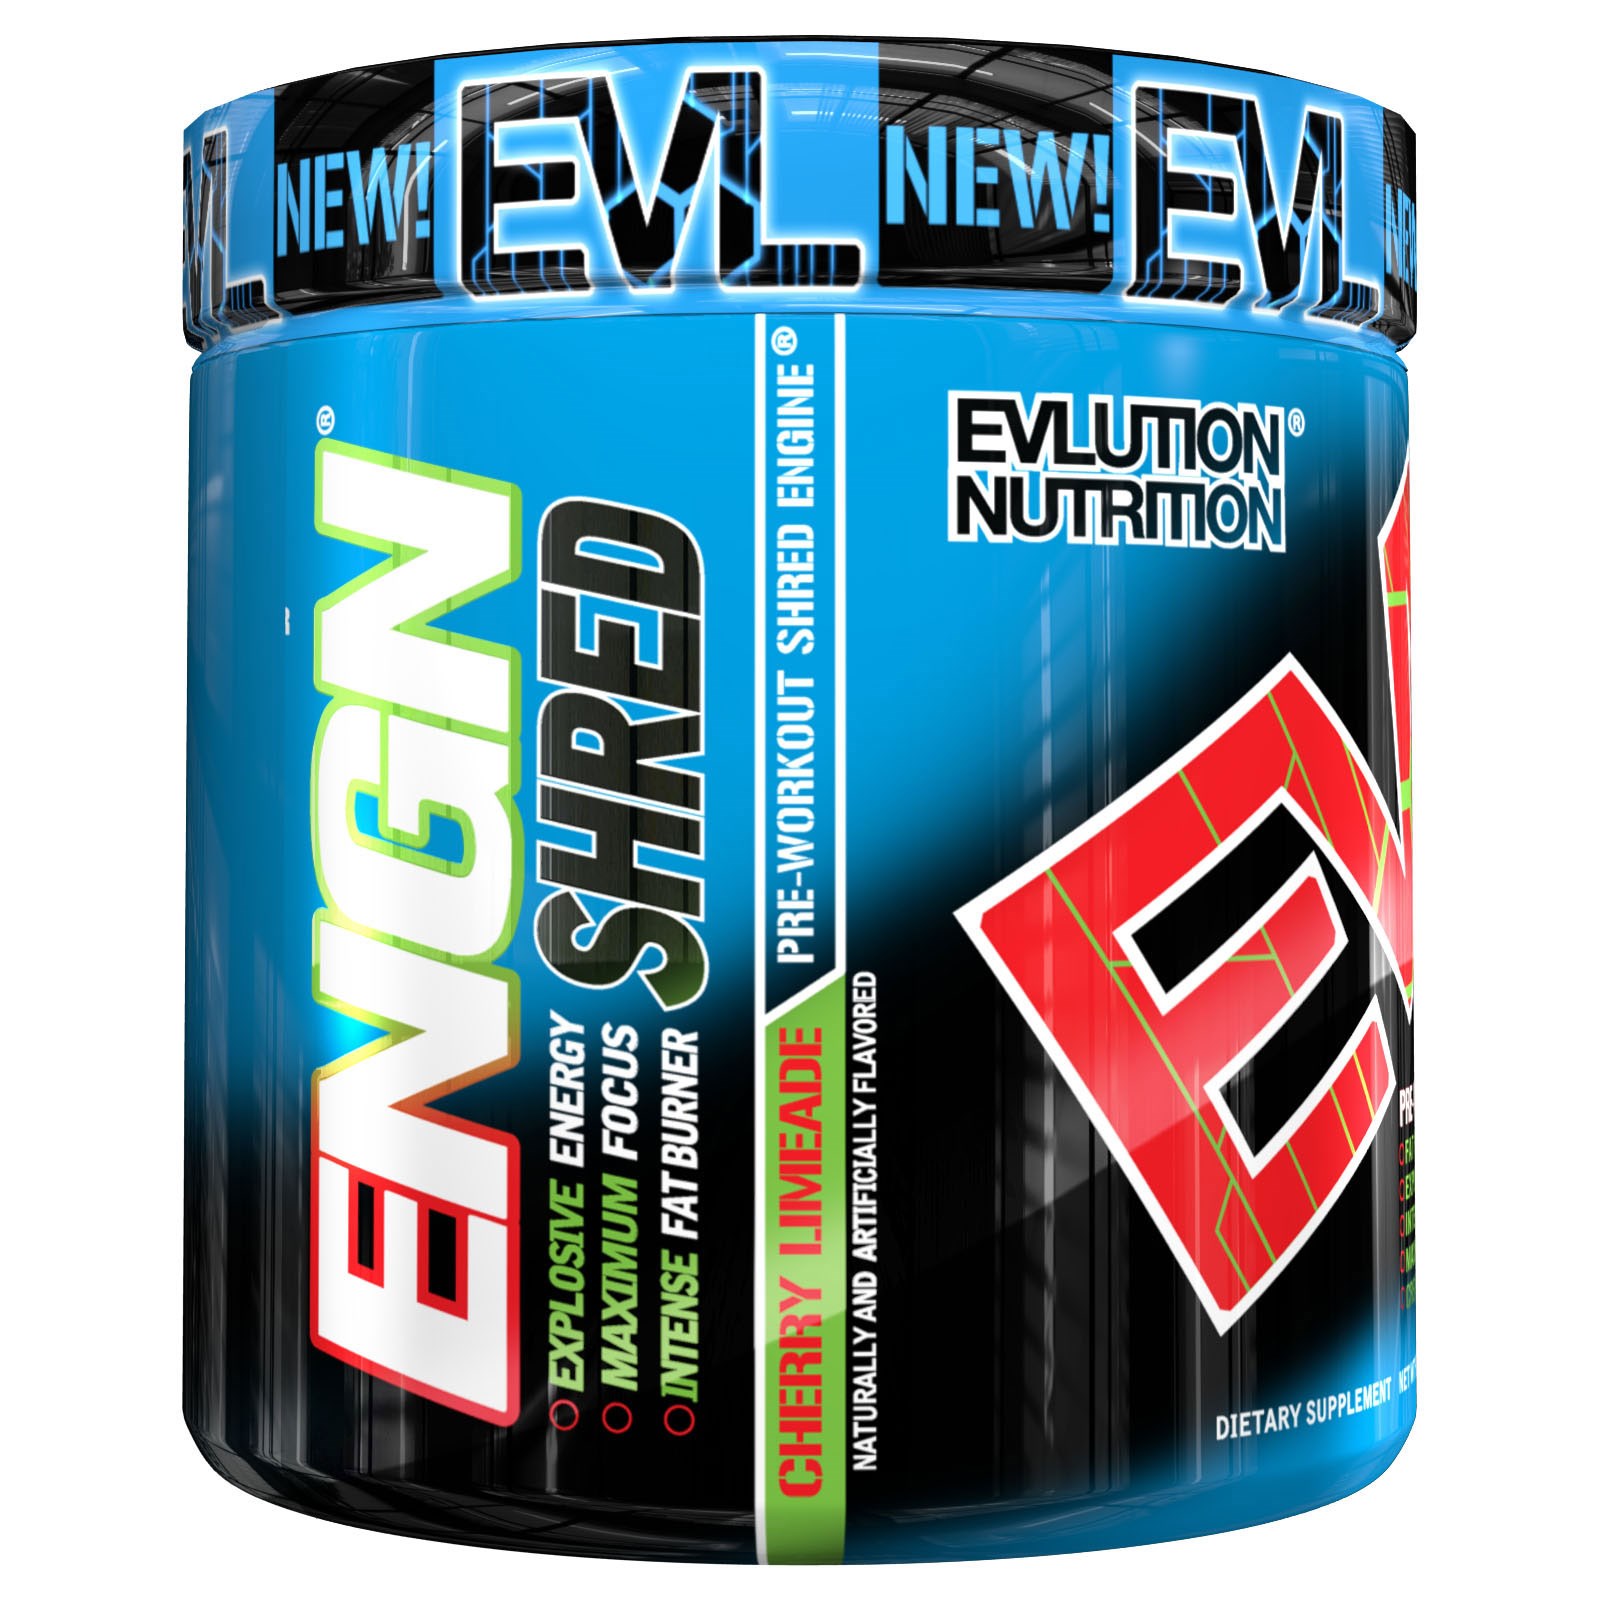 EVL
NEW!
EVL
NEW!
EVL
ENGN®
SHRED
EXPLOSIVE ENERGY
MAXIMUM FOCUS
INTENSE FAT BURNER
PRE-WORKOUT SHRED ENGINE®
CHERRY LIMEADE
NATURALLY AND ARTIFICIALLY FLAVORED
EVLUTION
NUTRITION®
DIETARY SUPPLEMENT